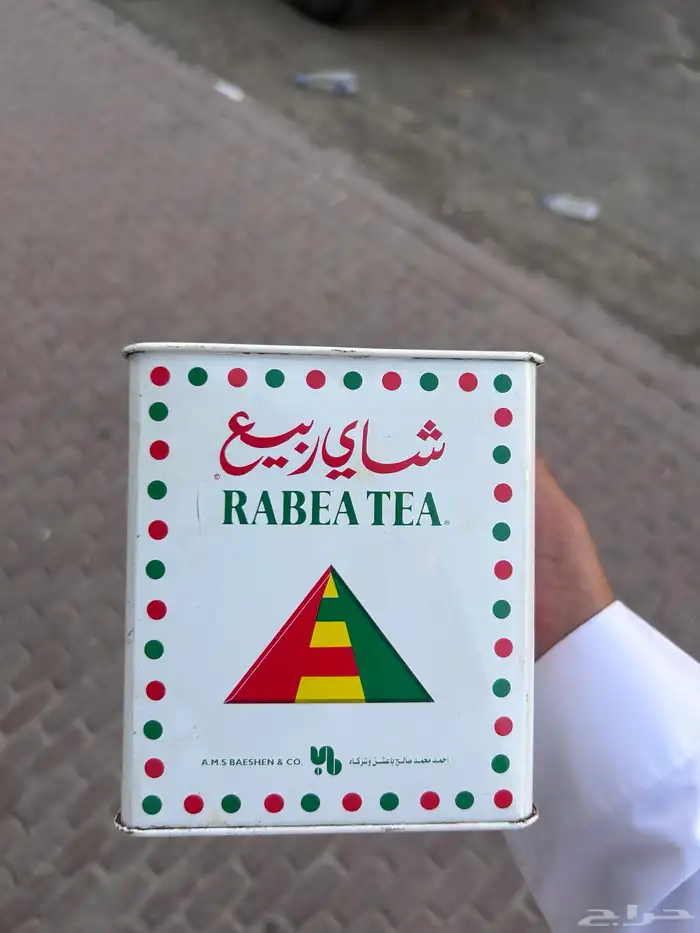 شاي ربيع
RABEA TEA
A.M.S BAESHEN & CO.
احمد محمد صالح باعشن وشركاه
حراج